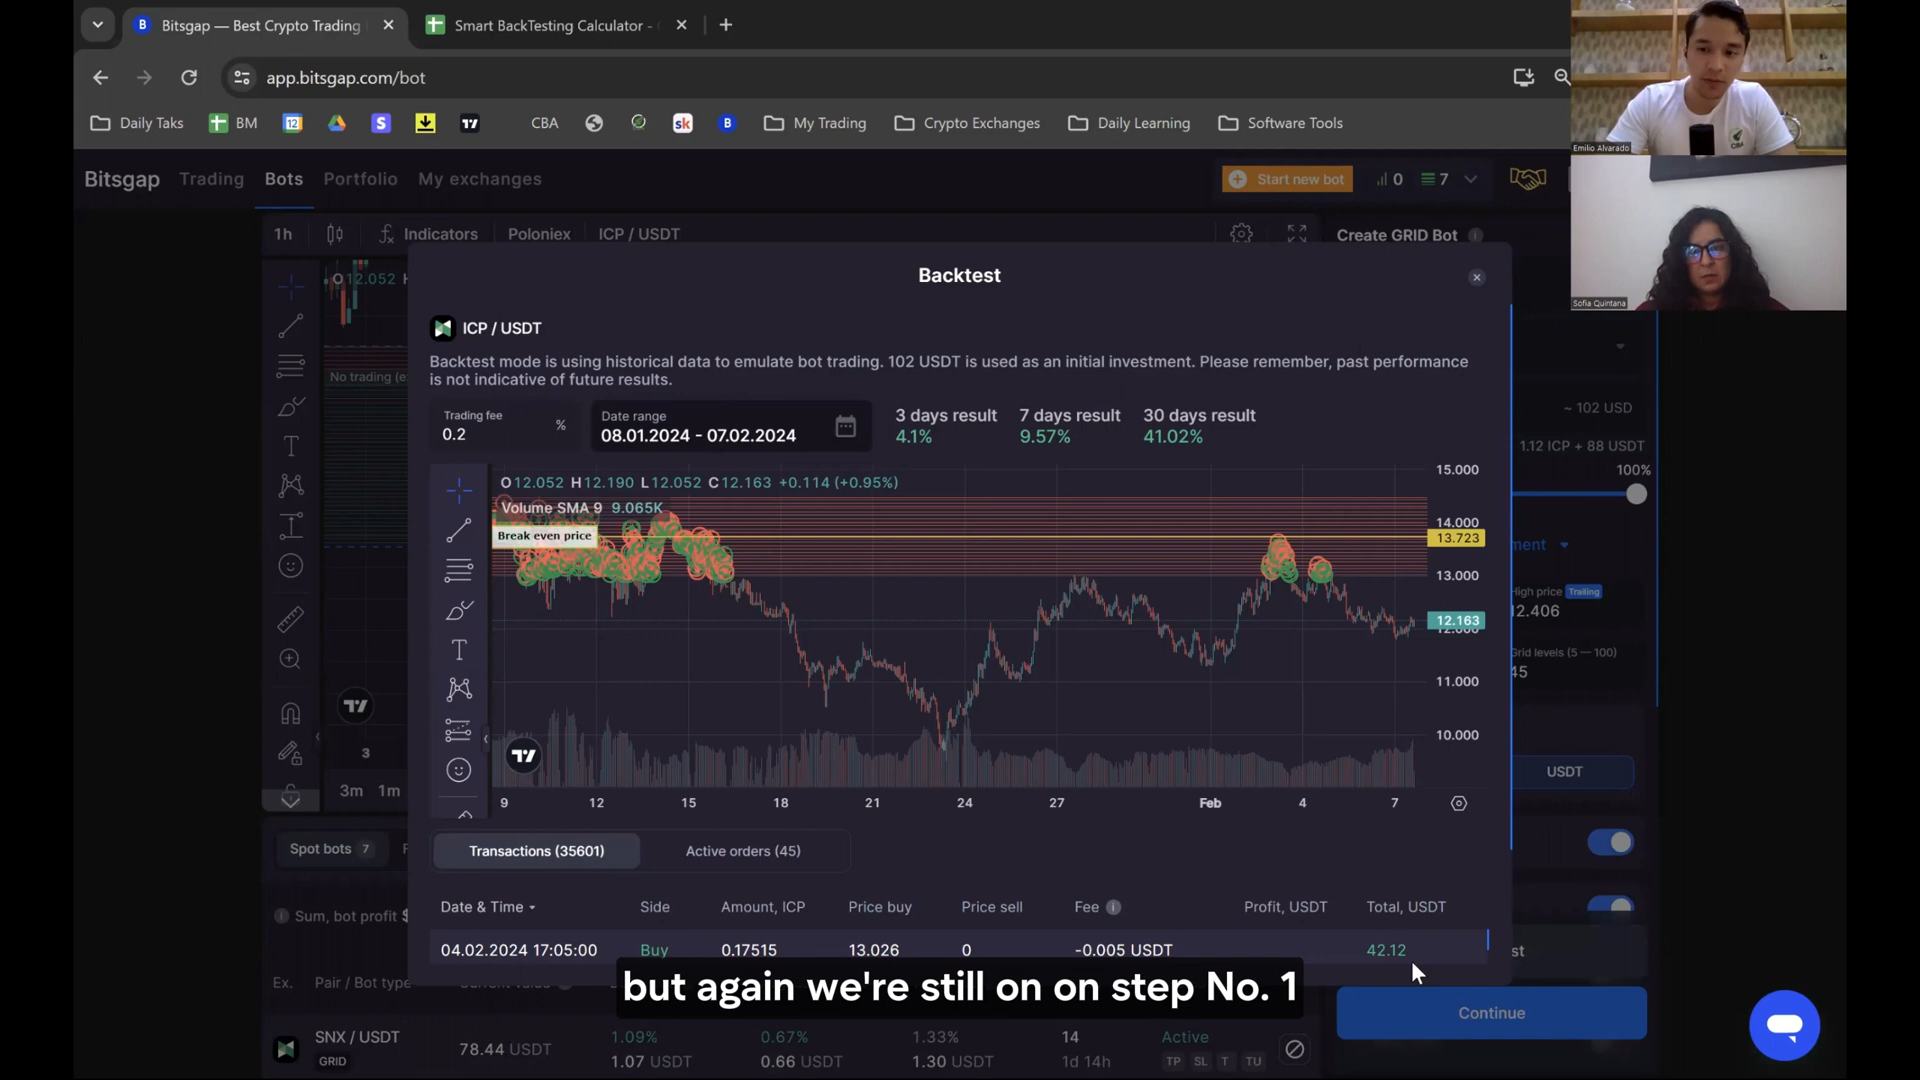 Bitsgap — Best Crypto Trading
Smart BackTesting Calculator -
app.bitsgap.com/bot
Daily Taks
BM
CBA
My Trading
Crypto Exchanges
Daily Learning
Software Tools
Emilio Alvarado
Sofia Quintana
Bitsgap
Trading
Bots
Portfolio
My exchanges
Start new bot
0
7
1h
Indicators
Poloniex
ICP / USDT
Create GRID Bot
O12.052 H
No trading (e
Backtest
ICP / USDT
Backtest mode is using historical data to emulate bot trading. 102 USDT is used as an initial investment. Please remember, past performance
is not indicative of future results.
Trading fee
0.2 %
Date range
08.01.2024 - 07.02.2024
3 days result
4.1%
7 days result
9.57%
30 days result
41.02%
~ 102 USD
1.12 ICP + 88 USDT
100%
O12.052 H12.190 L12.052 C12.163 +0.114 (+0.95%)
Volume SMA 9 9.065K
Break even price
15.000
14.000
13.723
13.000
12.163
12.000
11.000
10.000
ment
High price Trailing
12.406
Grid levels (5 — 100)
45
USDT
9 12 15 18 21 24 27 Feb 4 7
3
3m 1m
Spot bots 7
Transactions (35601)
Active orders (45)
Sum, bot profit $
Date & Time Side Amount, ICP Price buy Price sell Fee Profit, USDT Total, USDT
04.02.2024 17:05:00 Buy 0.17515 13.026 0 -0.005 USDT 42.12
st
Ex. Pair / Bot type
but again we're still on on step No. 1
Continue
SNX / USDT
GRID
78.44 USDT
1.09%
1.07 USDT
0.67%
0.66 USDT
1.33%
1.30 USDT
14
1d 14h
Active
TP SL T TU